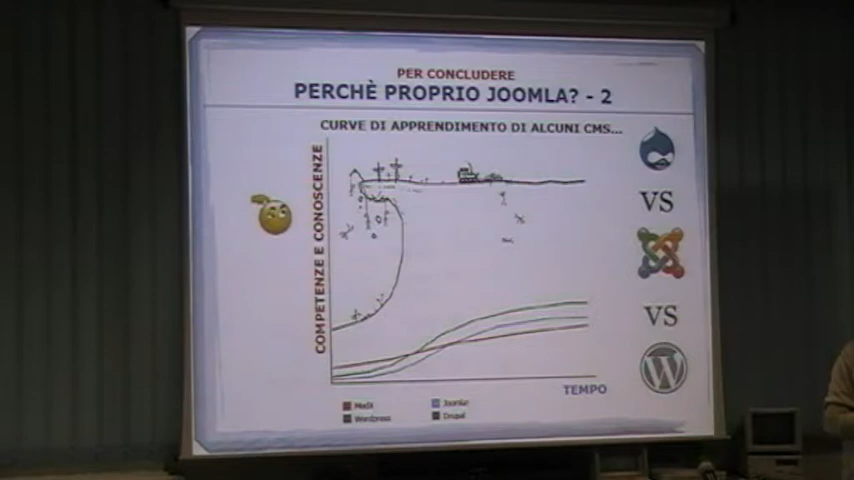 PER CONCLUDERE
PERCHÈ PROPRIO JOOMLA? - 2
CURVE DI APPRENDIMENTO DI ALCUNI CMS...
COMPETENZE E CONOSCENZE
VS
VS
TEMPO
Joomla!
Wordpress
Drupal